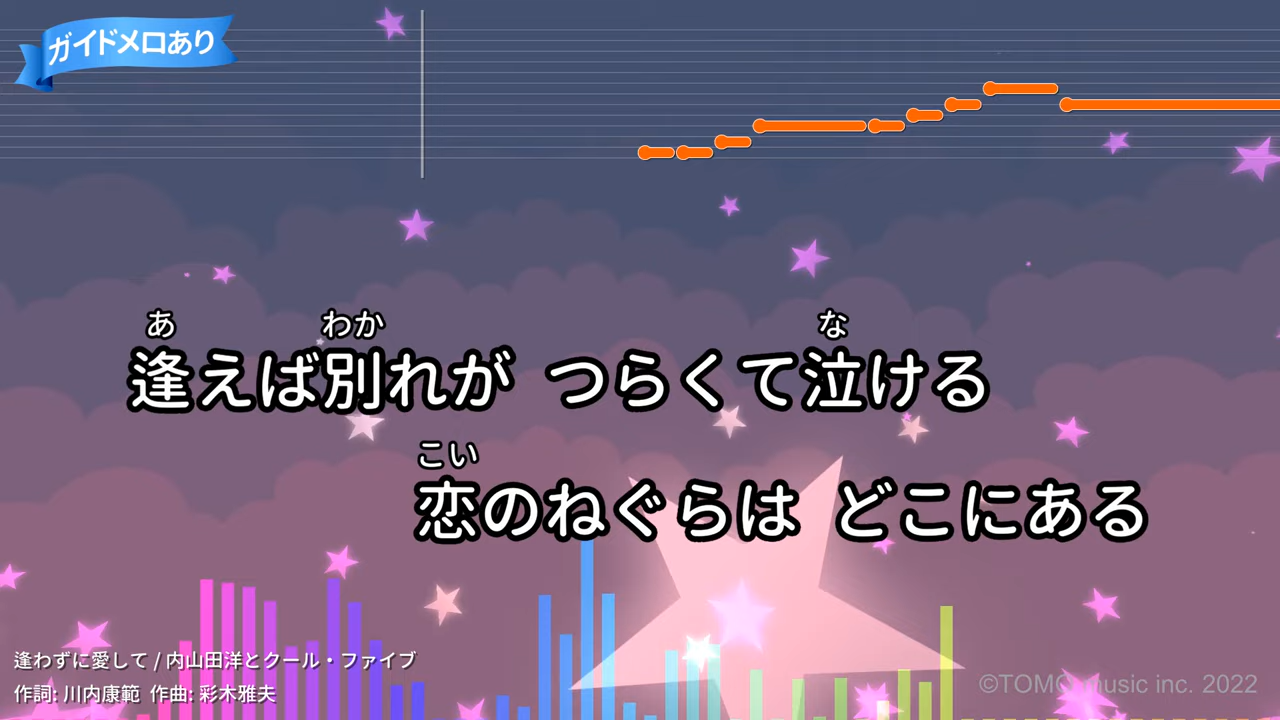 ガイドメロあり
あ わか な
逢えば別れが つらくて泣ける
こい
恋のねぐらは どこにある
逢わずに愛して / 内山田洋とクール・ファイブ
作詞: 川内康範 作曲: 彩木雅夫
©TOMO music inc. 2022